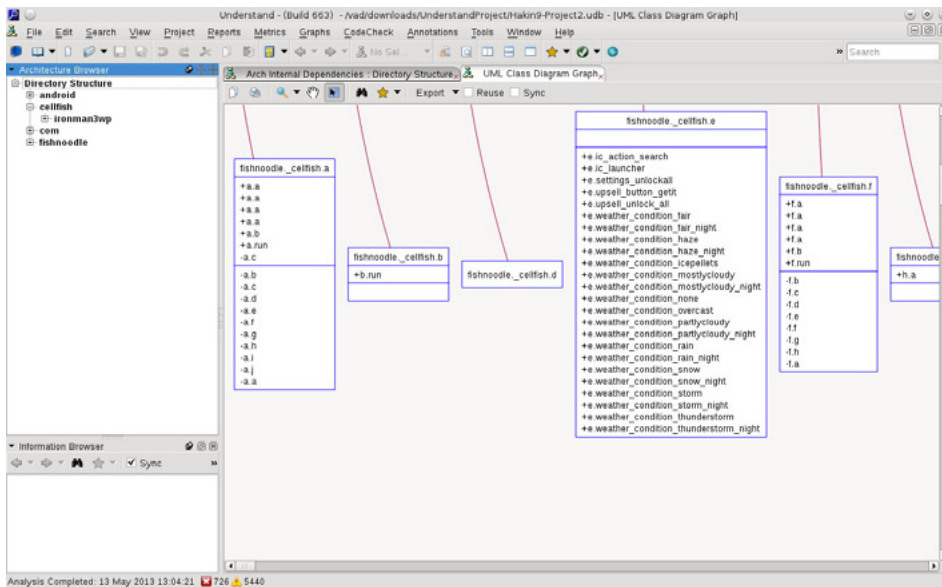 Understand - (Build 663) - /vad/downloads/UnderstandProject/Hakin9-Project2.udb - [UML Class Diagram Graph]
File Edit Search View Project Reports Metrics Graphs CodeCheck Annotations Tools Window Help
No Sel...
» Search
Architecture Browser
Directory Structure
android
cellfish
ironman3wp
com
fishnoodle
Arch Internal Dependencies : Directory Structure
UML Class Diagram Graph
Export Reuse Sync
fishnoodle._cellfish.a
+a.a
+a.a
+a.a
+a.a
+a.b
+a.run
-a.c
-a.b
-a.c
-a.d
-a.e
-a.f
-a.g
-a.h
-a.i
-a.j
-a.a
fishnoodle._cellfish.b
+b.run
fishnoodle._cellfish.d
fishnoodle._cellfish.e
+e.ic_action_search
+e.ic_launcher
+e.settings_unlockall
+e.upsell_button_getit
+e.upsell_unlock_all
+e.weather_condition_fair
+e.weather_condition_fair_night
+e.weather_condition_haze
+e.weather_condition_haze_night
+e.weather_condition_icepellets
+e.weather_condition_mostlycloudy
+e.weather_condition_mostlycloudy_night
+e.weather_condition_none
+e.weather_condition_overcast
+e.weather_condition_partlycloudy
+e.weather_condition_partlycloudy_night
+e.weather_condition_rain
+e.weather_condition_rain_night
+e.weather_condition_snow
+e.weather_condition_snow_night
+e.weather_condition_storm
+e.weather_condition_storm_night
+e.weather_condition_thunderstorm
+e.weather_condition_thunderstorm_night
fishnoodle._cellfish.f
+f.a
+f.a
+f.a
+f.a
+f.b
+f.run
-f.b
-f.c
-f.d
-f.e
-f.f
-f.g
-f.h
-f.a
fishnoodle
+h.a
Information Browser
Sync »
Analysis Completed: 13 May 2013 13:04:21 726 5440